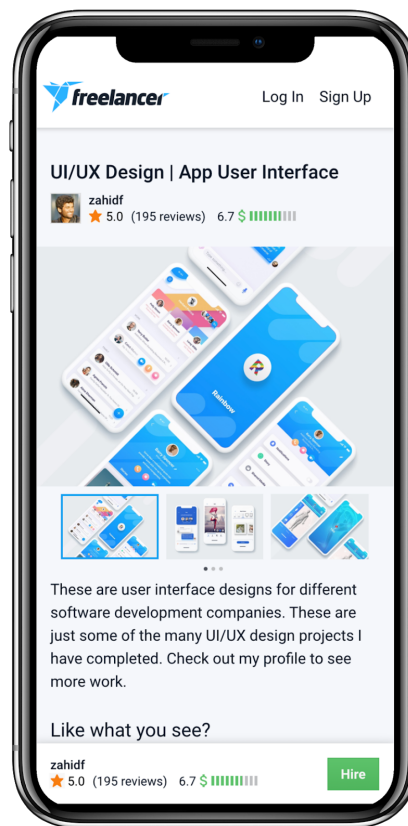 freelancer
Log In Sign Up
UI/UX Design | App User Interface
zahidf
5.0 (195 reviews) 6.7 $
Rainbow
These are user interface designs for different
software development companies. These are
just some of the many UI/UX design projects I
have completed. Check out my profile to see
more work.
Like what you see?
zahidf
5.0 (195 reviews) 6.7 $
Hire